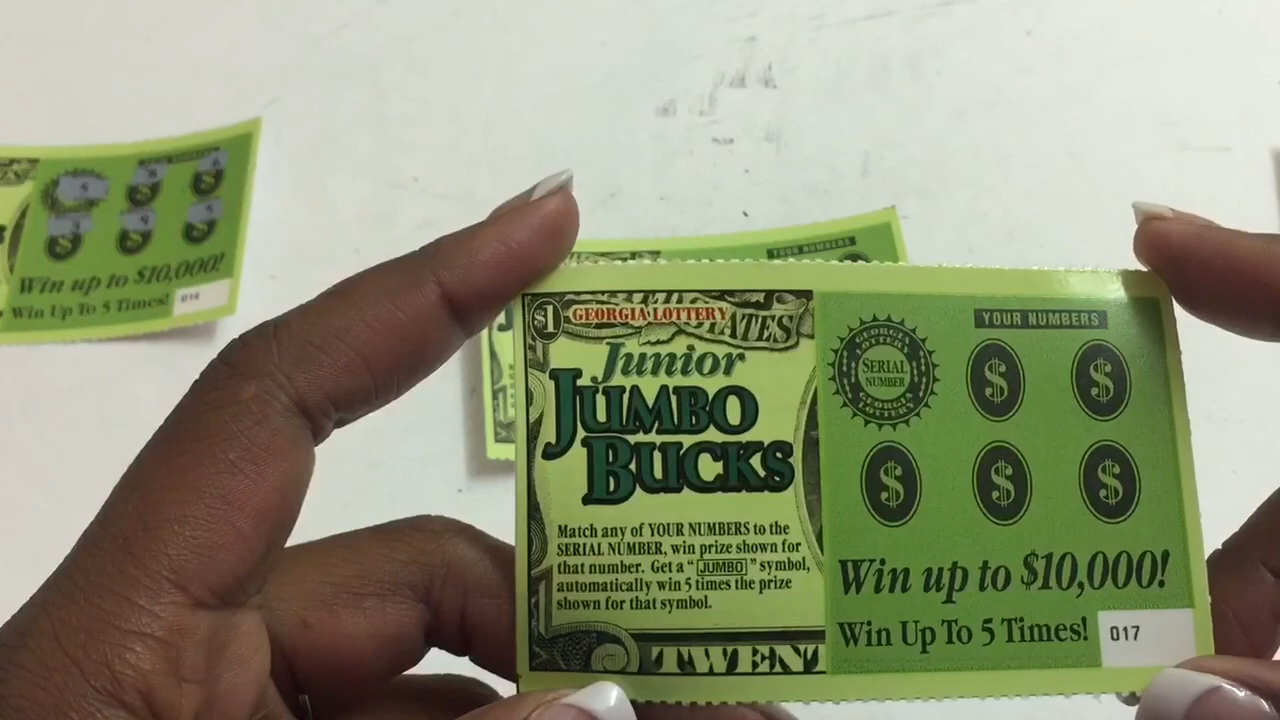 $1 GEORGIA LOTTERY
TATES
Junior
JUMBO
BUCKS
Match any of YOUR NUMBERS to the
SERIAL NUMBER, win prize shown for
that number. Get a "JUMBO" symbol,
automatically win 5 times the prize
shown for that symbol.
TWENT
YOUR NUMBERS
GEORGIA LOTTERY
SERIAL
NUMBER
GEORGIA LOTTERY
$ $
$ $ $
Win up to $10,000!
Win Up To 5 Times!
017
YOUR NUMBERS
Win up to $10,000!
Win Up To 5 Times!
014